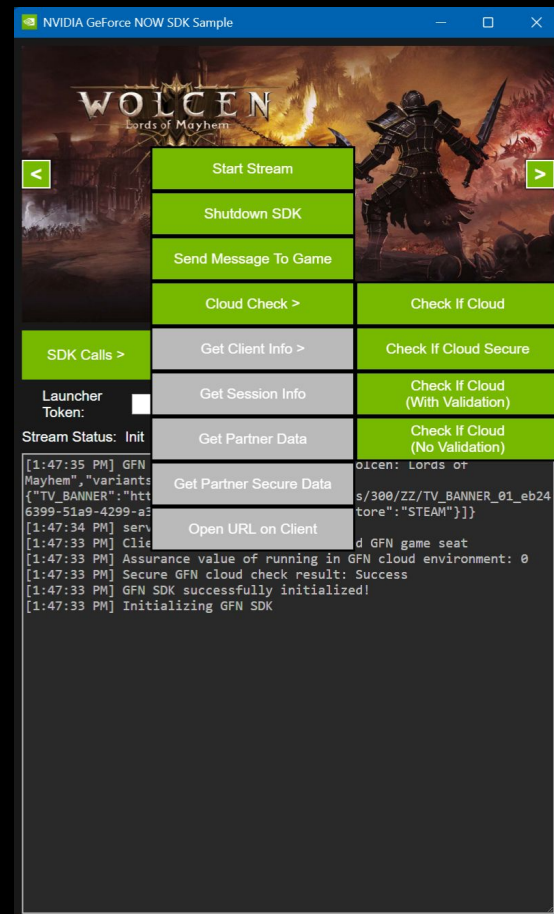 NVIDIA GeForce NOW SDK Sample
WOLCEN
Lords of Mayhem
<
>
Start Stream
Shutdown SDK
Send Message To Game
Cloud Check >
Check If Cloud
SDK Calls >
Get Client Info >
Check If Cloud Secure
Get Session Info
Check If Cloud
(With Validation)
Launcher
Token:
Get Partner Data
Check If Cloud
(No Validation)
Stream Status: Init
Get Partner Secure Data
Open URL on Client
[1:47:35 PM] GFN olcen: Lords of
Mayhem","variants
{"TV_BANNER":"htt s/300/ZZ/TV_BANNER_01_eb24
6399-51a9-4299-a3 tore":"STEAM"}]}
[1:47:34 PM] serv
[1:47:33 PM] Clie d GFN game seat
[1:47:33 PM] Assurance value of running in GFN cloud environment: 0
[1:47:33 PM] Secure GFN cloud check result: Success
[1:47:33 PM] GFN SDK successfully initialized!
[1:47:33 PM] Initializing GFN SDK